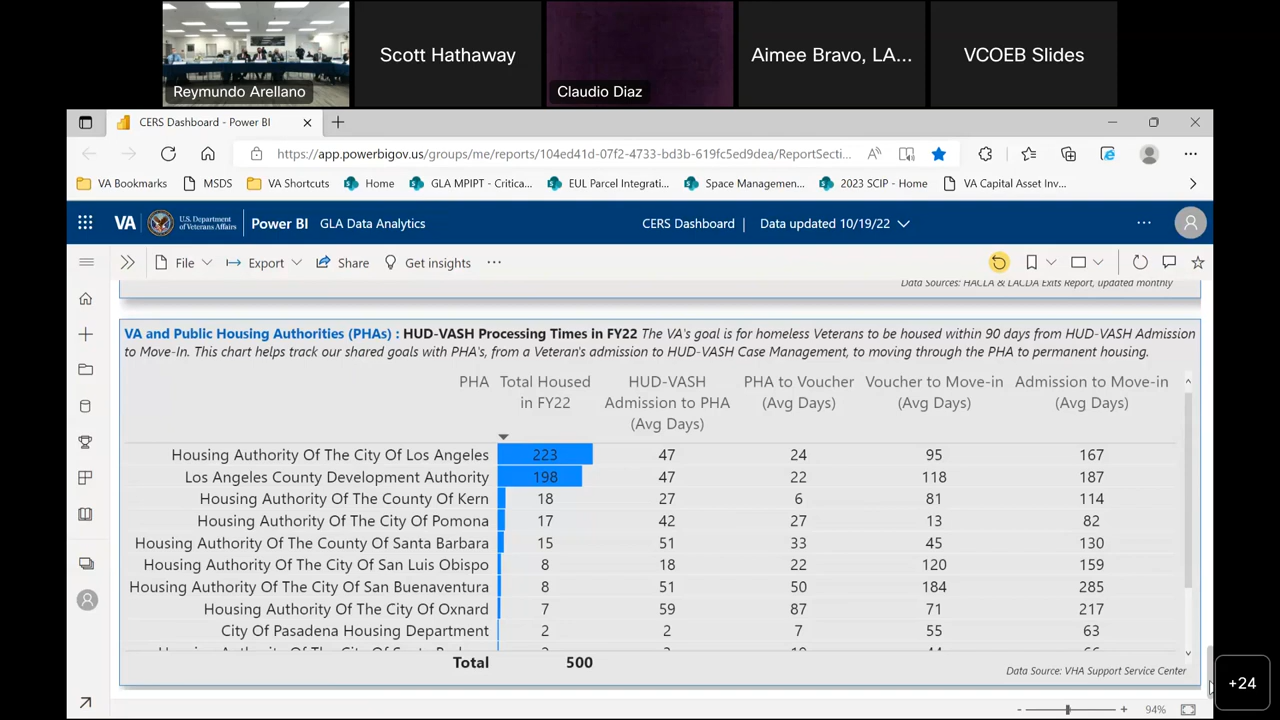 Reymundo Arellano
Scott Hathaway
Claudio Diaz
Aimee Bravo, LA...
VCOEB Slides
CERS Dashboard - Power BI
https://app.powerbigov.us/groups/me/reports/104ed41d-07f2-4733-bd3b-619fc5ed9dea/ReportSecti...
VA Bookmarks MSDS VA Shortcuts Home GLA MPIPT - Critica... EUL Parcel Integrati... Space Managemen... 2023 SCIP - Home VA Capital Asset Inv...
VA U.S. Department of Veterans Affairs Power BI GLA Data Analytics CERS Dashboard | Data updated 10/19/22
File Export Share Get insights
Data Sources: HACLA & LACDA Exits Report, updated monthly
VA and Public Housing Authorities (PHAs) : HUD-VASH Processing Times in FY22 The VA's goal is for homeless Veterans to be housed within 90 days from HUD-VASH Admission
to Move-In. This chart helps track our shared goals with PHA's, from a Veteran's admission to HUD-VASH Case Management, to moving through the PHA to permanent housing.
PHA Total Housed in FY22 HUD-VASH Admission to PHA (Avg Days) PHA to Voucher (Avg Days) Voucher to Move-in (Avg Days) Admission to Move-in (Avg Days)
Housing Authority Of The City Of Los Angeles 223 47 24 95 167
Los Angeles County Development Authority 198 47 22 118 187
Housing Authority Of The County Of Kern 18 27 6 81 114
Housing Authority Of The City Of Pomona 17 42 27 13 82
Housing Authority Of The County Of Santa Barbara 15 51 33 45 130
Housing Authority Of The City Of San Luis Obispo 8 18 22 120 159
Housing Authority Of The City Of San Buenaventura 8 51 50 184 285
Housing Authority Of The City Of Oxnard 7 59 87 71 217
City Of Pasadena Housing Department 2 2 7 55 63
Total 500
Data Source: VHA Support Service Center
+24
94%